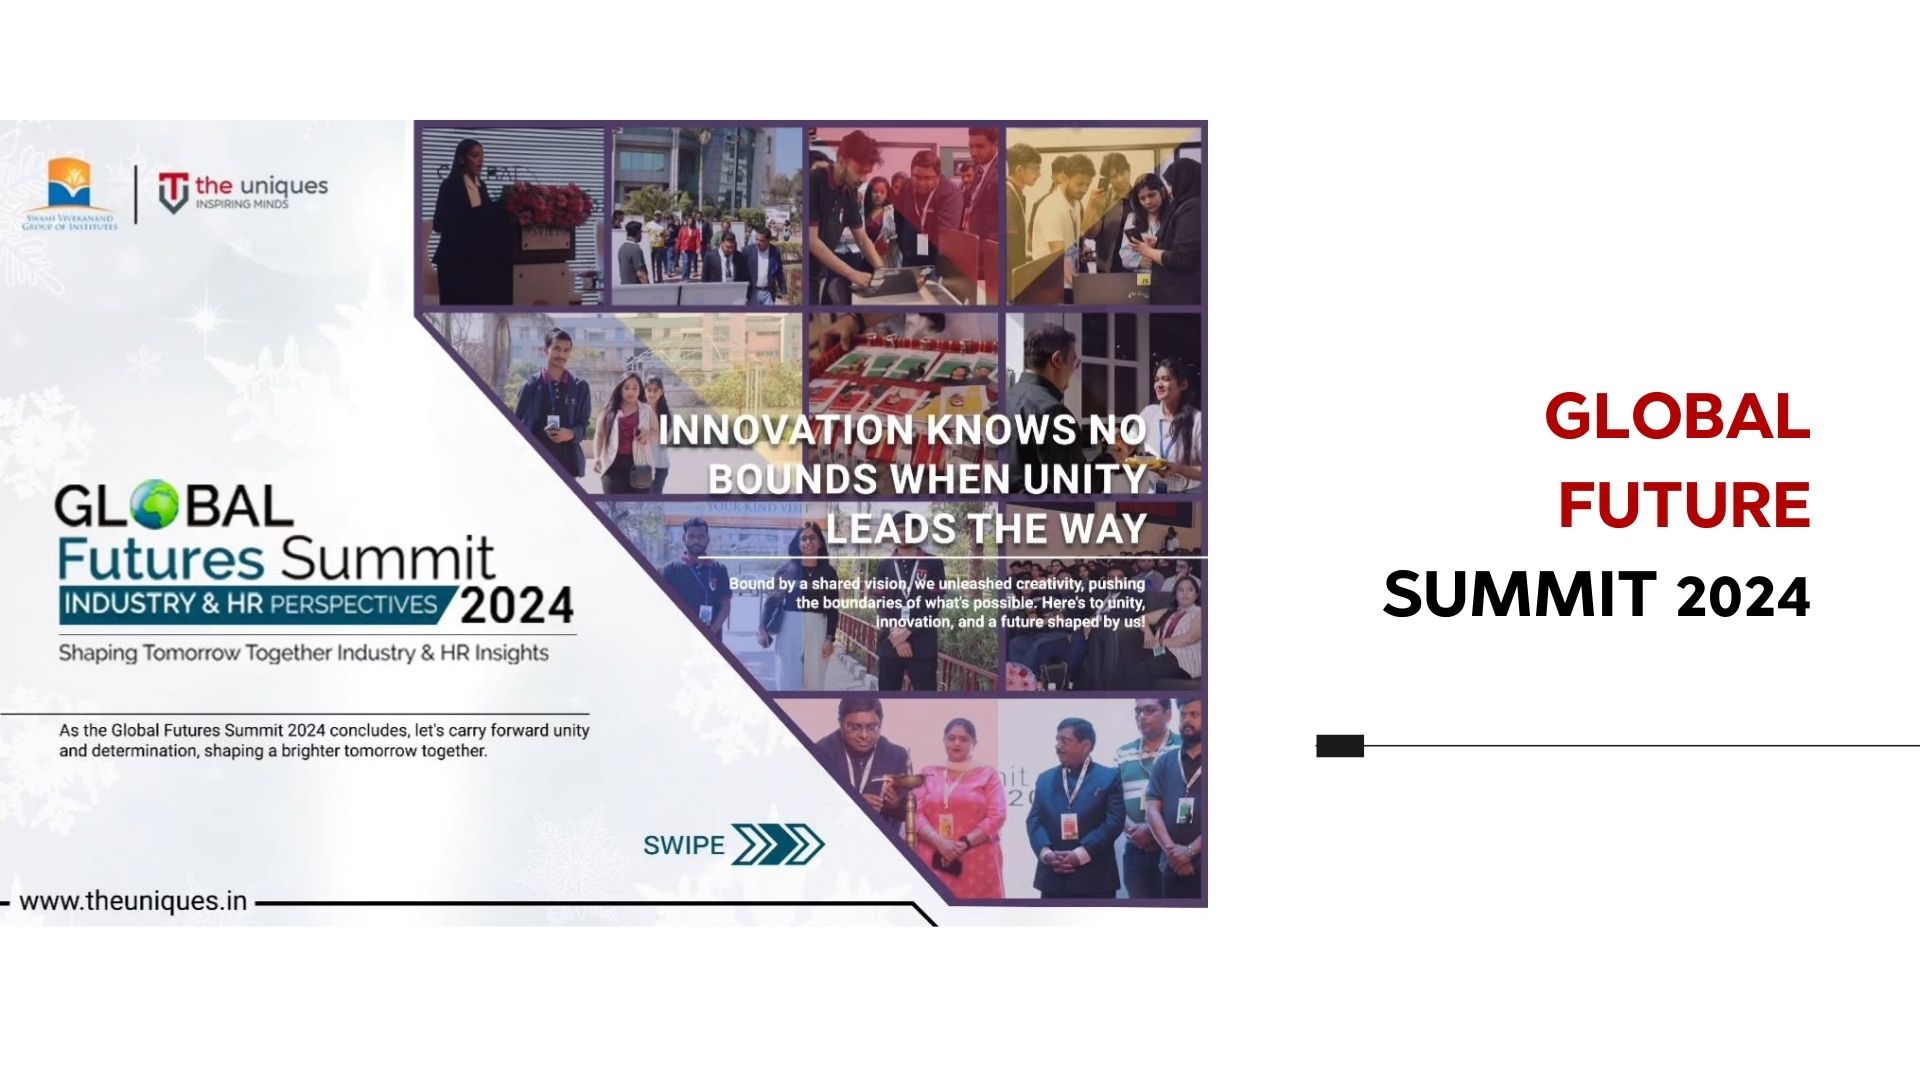 SWAMI VIVEKANAND
GROUP OF INSTITUTES
the uniques
INSPIRING MINDS
GLOBAL
Futures Summit
INDUSTRY & HR PERSPECTIVES 2024
Shaping Tomorrow Together Industry & HR Insights
As the Global Futures Summit 2024 concludes, let's carry forward unity
and determination, shaping a brighter tomorrow together.
SWIPE
www.theuniques.in
YOUR KIND
INNOVATION KNOWS NO
BOUNDS WHEN UNITY
LEADS THE WAY
Bound by a shared vision, we unleashed creativity, pushing
the boundaries of what's possible. Here's to unity,
innovation, and a future shaped by us!
JS
GLOBAL
FUTURE
SUMMIT 2024